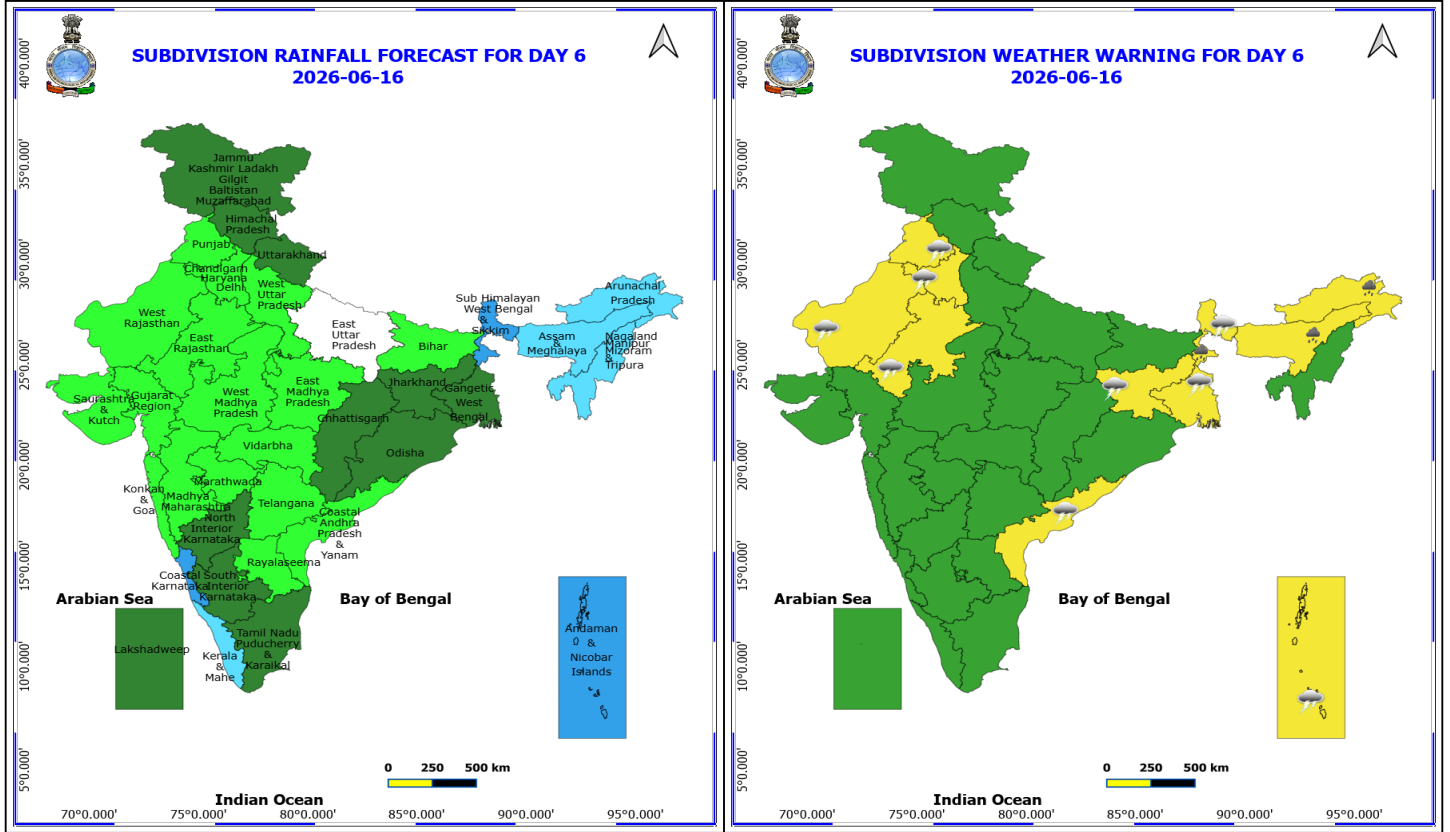 SUBDIVISION RAINFALL FORECAST FOR DAY 6
2026-06-16
40°0.000'
35°0.000'
30°0.000'
25°0.000'
20°0.000'
15°0.000'
10°0.000'
5°0.000'
Jammu
Kashmir Ladakh
Gilgit
Baltistan
Muzaffarabad
Himachal
Pradesh
Punjab
Uttarakhand
Chandigarh
Haryana
Delhi
West
Uttar
Pradesh
West
Rajasthan
East
Rajasthan
East
Uttar
Pradesh
Bihar
Sub Himalayan
West Bengal
&
Sikkim
Arunachal
Pradesh
Assam
&
Meghalaya
Nagaland
Manipur
Mizoram
&
Tripura
Saurashtra
&
Kutch
Gujarat
Region
West
Madhya
Pradesh
East
Madhya
Pradesh
Jharkhand
Gangetic
West
Bengal
Chhattisgarh
Odisha
Vidarbha
Marathwada
Konkan
&
Goa
Madhya
Maharashtra
Telangana
North
Interior
Karnataka
Coastal
Andhra
Pradesh
&
Yanam
Rayalaseema
Coastal
Karnataka
South
Interior
Karnataka
Arabian Sea
Bay of Bengal
Lakshadweep
Kerala
&
Mahe
Tamil Nadu
Puducherry
&
Karaikal
Andaman
&
Nicobar
Islands
0 250 500 km
Indian Ocean
70°0.000' 75°0.000' 80°0.000' 85°0.000' 90°0.000' 95°0.000'
SUBDIVISION WEATHER WARNING FOR DAY 6
2026-06-16
40°0.000'
35°0.000'
30°0.000'
25°0.000'
20°0.000'
15°0.000'
10°0.000'
5°0.000'
Arabian Sea
Bay of Bengal
0 250 500 km
Indian Ocean
70°0.000' 75°0.000' 80°0.000' 85°0.000' 90°0.000' 95°0.000'